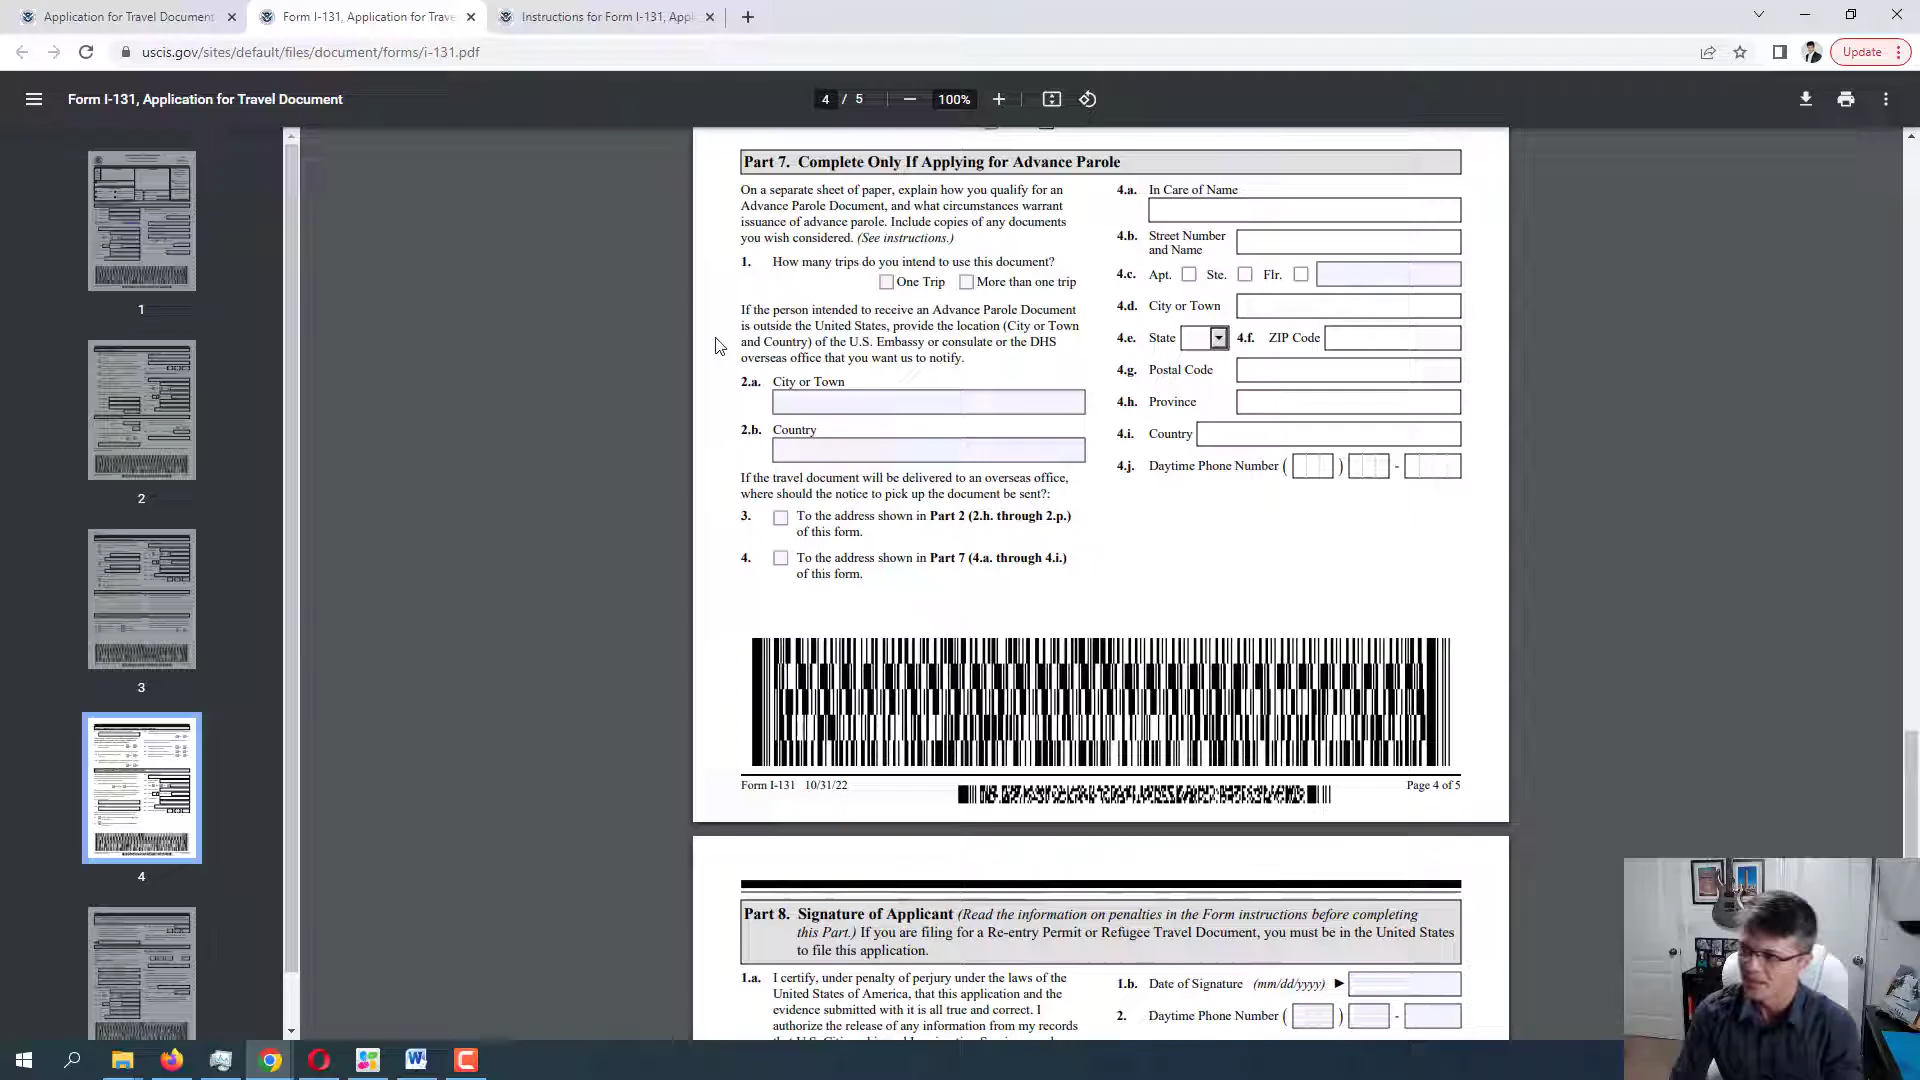 Application for Travel Document
Form I-131, Application for Trave
Instructions for Form I-131, Appl
uscis.gov/sites/default/files/document/forms/i-131.pdf
Update
Form I-131, Application for Travel Document
4 / 5
100%
1
2
3
4
Part 7. Complete Only If Applying for Advance Parole
On a separate sheet of paper, explain how you qualify for an
Advance Parole Document, and what circumstances warrant
issuance of advance parole. Include copies of any documents
you wish considered. (See instructions.)
1. How many trips do you intend to use this document?
One Trip More than one trip
If the person intended to receive an Advance Parole Document
is outside the United States, provide the location (City or Town
and Country) of the U.S. Embassy or consulate or the DHS
overseas office that you want us to notify.
2.a. City or Town
2.b. Country
If the travel document will be delivered to an overseas office,
where should the notice to pick up the document be sent?:
3. To the address shown in Part 2 (2.h. through 2.p.)
of this form.
4. To the address shown in Part 7 (4.a. through 4.i.)
of this form.
4.a. In Care of Name
4.b. Street Number
and Name
4.c. Apt. Ste. Flr.
4.d. City or Town
4.e. State 4.f. ZIP Code
4.g. Postal Code
4.h. Province
4.i. Country
4.j. Daytime Phone Number ( ) -
Form I-131 10/31/22
Page 4 of 5
Part 8. Signature of Applicant (Read the information on penalties in the Form instructions before completing
this Part.) If you are filing for a Re-entry Permit or Refugee Travel Document, you must be in the United States
to file this application.
1.a. I certify, under penalty of perjury under the laws of the
United States of America, that this application and the
evidence submitted with it is all true and correct. I
authorize the release of any information from my records
1.b. Date of Signature (mm/dd/yyyy)
2. Daytime Phone Number ( ) -